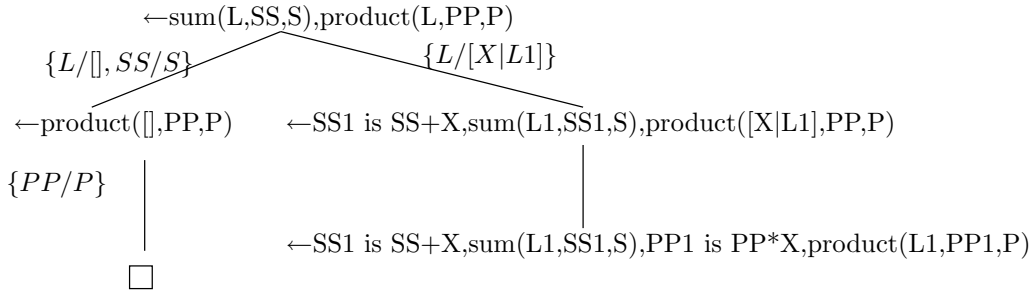 ←sum(L,SS,S),product(L,PP,P)
{L/[], SS/S}
{L/[X|L1]}
←product([],PP,P)
←SS1 is SS+X,sum(L1,SS1,S),product([X|L1],PP,P)
{PP/P}
←SS1 is SS+X,sum(L1,SS1,S),PP1 is PP*X,product(L1,PP1,P)